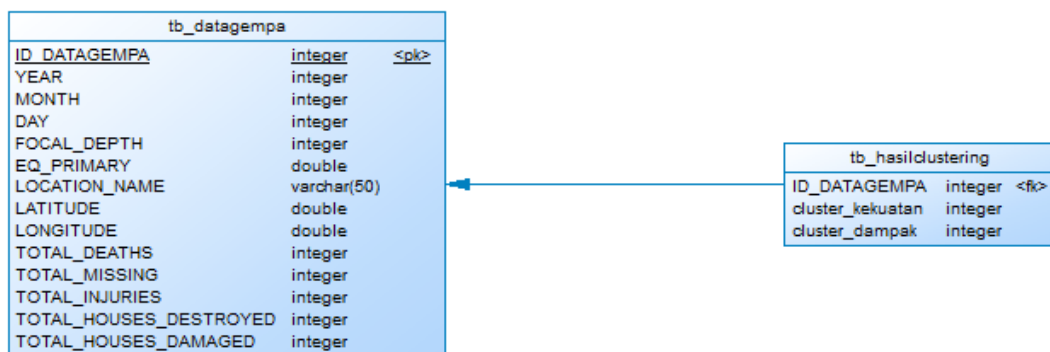 tb_datagempa
ID_DATAGEMPA integer <pk>
YEAR integer
MONTH integer
DAY integer
FOCAL_DEPTH integer
EQ_PRIMARY double
LOCATION_NAME varchar(50)
LATITUDE double
LONGITUDE double
TOTAL_DEATHS integer
TOTAL_MISSING integer
TOTAL_INJURIES integer
TOTAL_HOUSES_DESTROYED integer
TOTAL_HOUSES_DAMAGED integer
tb_hasilclustering
ID_DATAGEMPA integer <fk>
cluster_kekuatan integer
cluster_dampak integer